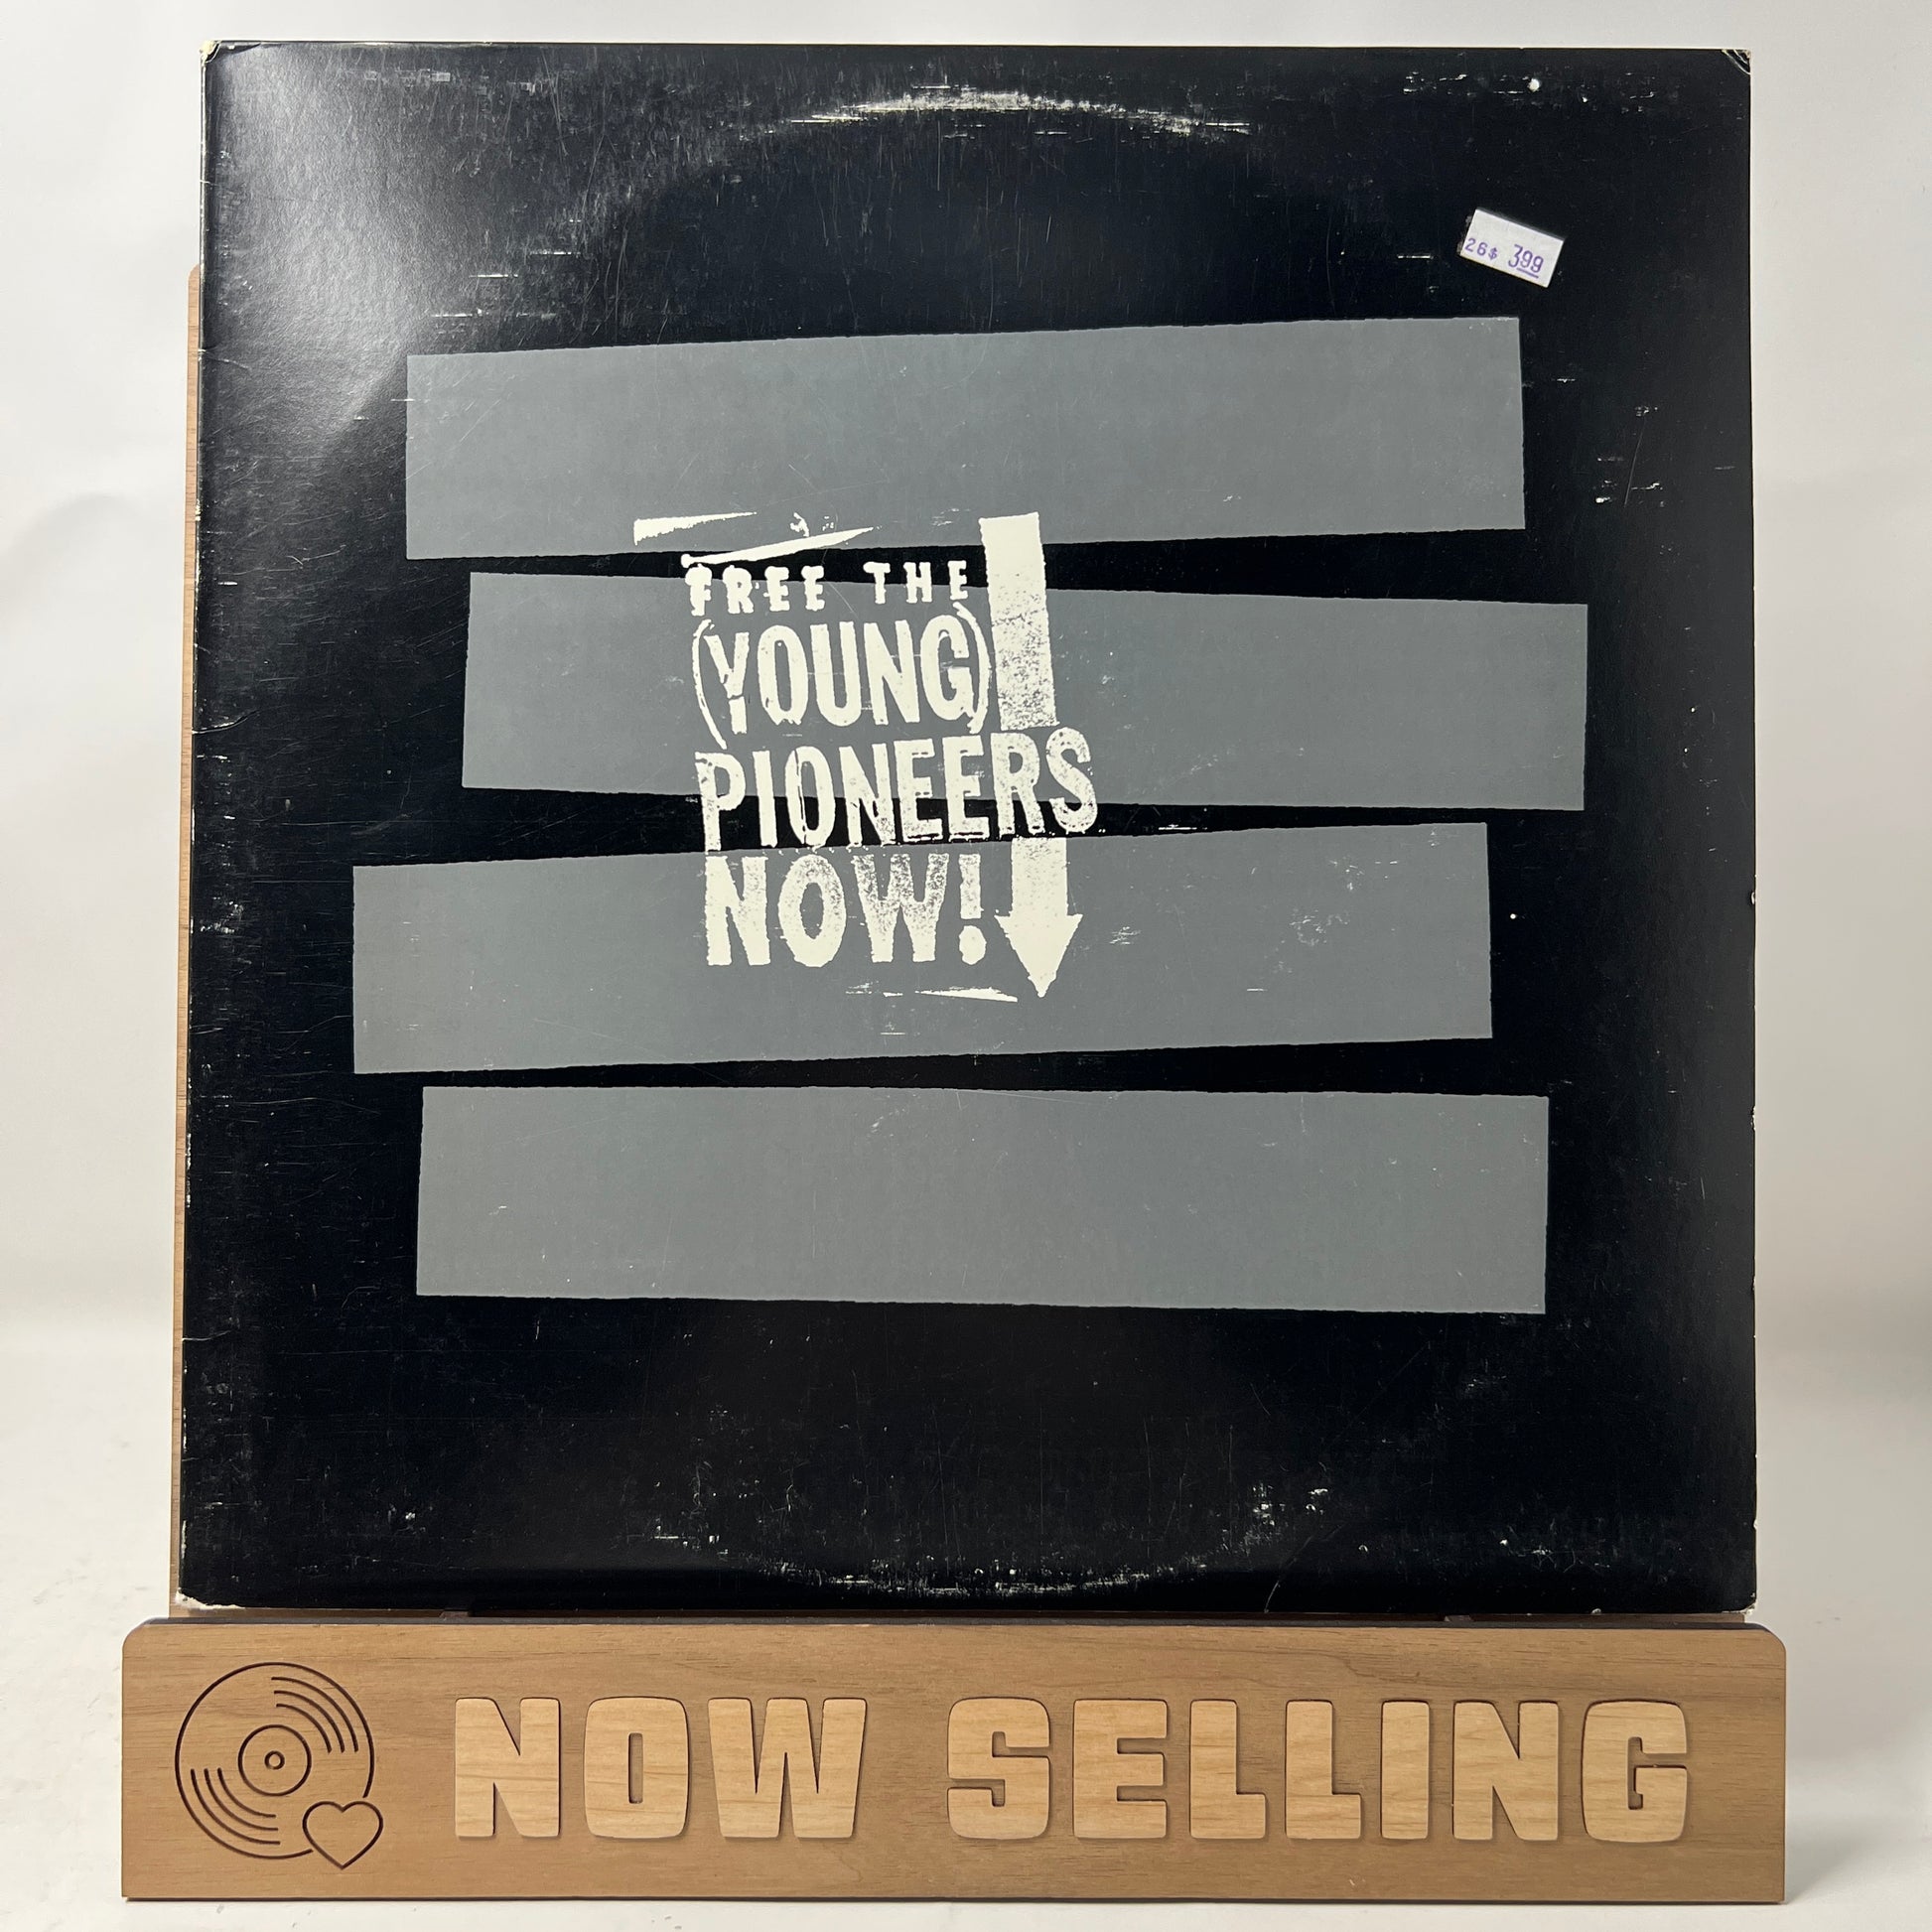 26$ 399
FREE THE
(YOUNG)
PIONEERS
NOW!
NOW SELLING